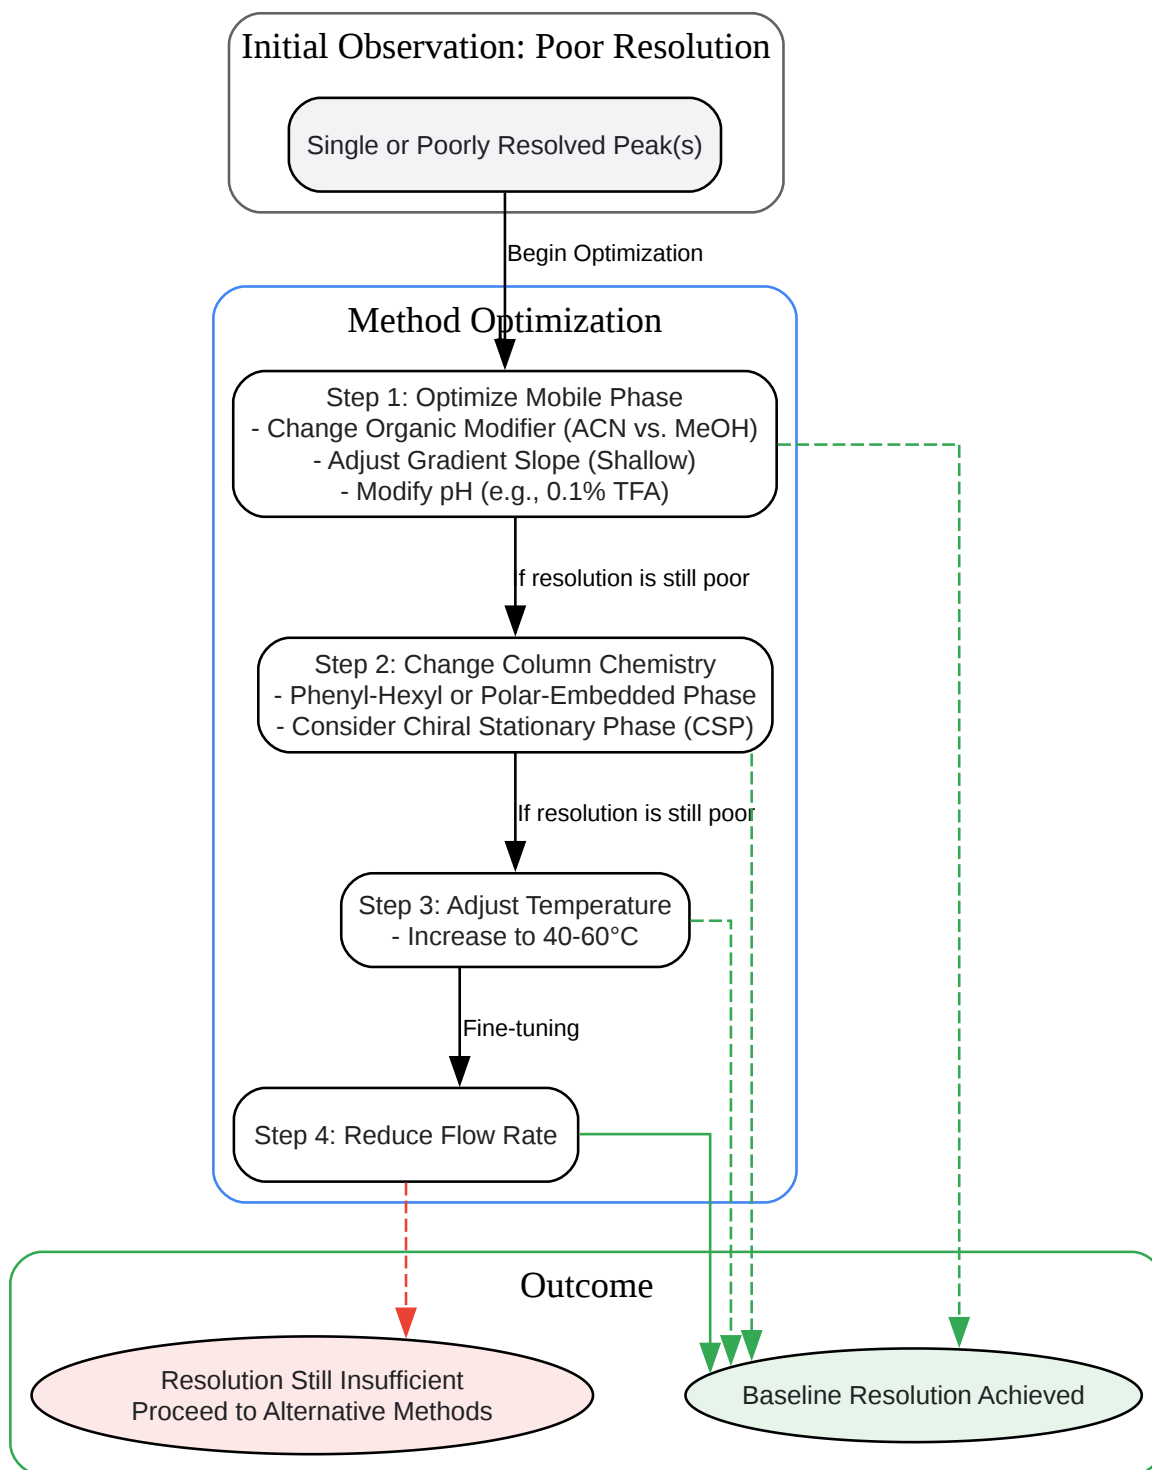 Initial Observation: Poor Resolution
Single or Poorly Resolved Peak(s)
Begin Optimization
Method Optimization
Step 1: Optimize Mobile Phase
- Change Organic Modifier (ACN vs. MeOH)
- Adjust Gradient Slope (Shallow)
- Modify pH (e.g., 0.1% TFA)
If resolution is still poor
Step 2: Change Column Chemistry
- Phenyl-Hexyl or Polar-Embedded Phase
- Consider Chiral Stationary Phase (CSP)
If resolution is still poor
Step 3: Adjust Temperature
- Increase to 40-60°C
Fine-tuning
Step 4: Reduce Flow Rate
Outcome
Resolution Still Insufficient
Proceed to Alternative Methods
Baseline Resolution Achieved